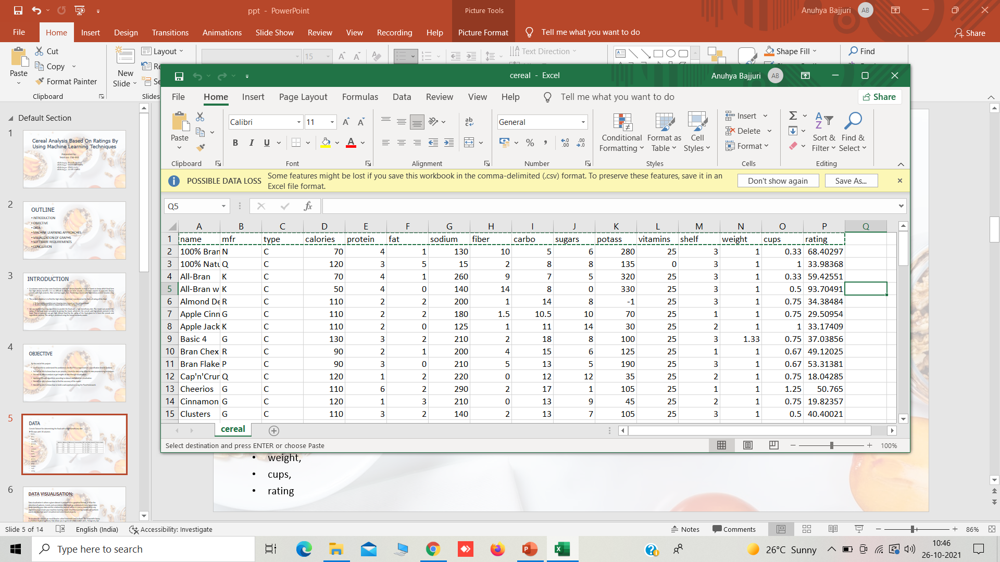 ppt - PowerPoint
Picture Tools
Anuhya Bajjuri AB
File Home Insert Design Transitions Animations Slide Show Review View Recording Help Picture Format Tell me what you want to do Share
Cut
Copy
Format Painter
Paste
Clipboard
New
Slide
Layout
Slides
15
Text Direction
Shape Fill
Find
cereal - Excel
Anuhya Bajjuri AB
File Home Insert Page Layout Formulas Data Review View Help Tell me what you want to do Share
Paste
Calibri 11
B I U A
General
Conditional
Formatting
Format as
Table
Cell
Styles
Insert
Delete
Format
Sort &
Filter
Find &
Select
Clipboard Font Alignment Number Styles Cells Editing
POSSIBLE DATA LOSS Some features might be lost if you save this workbook in the comma-delimited (.csv) format. To preserve these features, save it in an
Excel file format.
Don't show again Save As...
Q5 fx
A B C D E F G H I J K L M N O P Q
1 name mfr type calories protein fat sodium fiber carbo sugars potass vitamins shelf weight cups rating
2 100% Bran N C 70 4 1 130 10 5 6 280 25 3 1 0.33 68.40297
3 100% Natu Q C 120 3 5 15 2 8 8 135 0 3 1 1 33.98368
4 All-Bran K C 70 4 1 260 9 7 5 320 25 3 1 0.33 59.42551
5 All-Bran w K C 50 4 0 140 14 8 0 330 25 3 1 0.5 93.70491
6 Almond De R C 110 2 2 200 1 14 8 -1 25 3 1 0.75 34.38484
7 Apple Cinn G C 110 2 2 180 1.5 10.5 10 70 25 1 1 0.75 29.50954
8 Apple Jack K C 110 2 0 125 1 11 14 30 25 2 1 1 33.17409
9 Basic 4 G C 130 3 2 210 2 18 8 100 25 3 1.33 0.75 37.03856
10 Bran Chex R C 90 2 1 200 4 15 6 125 25 1 1 0.67 49.12025
11 Bran Flake P C 90 3 0 210 5 13 5 190 25 3 1 0.67 53.31381
12 Cap'n'Crun Q C 120 1 2 220 0 12 12 35 25 2 1 0.75 18.04285
13 Cheerios G C 110 6 2 290 2 17 1 105 25 1 1 1.25 50.765
14 Cinnamon G C 120 1 3 210 0 13 9 45 25 2 1 0.75 19.82357
15 Clusters G C 110 3 2 140 2 13 7 105 25 3 1 0.5 40.40021
cereal
Select destination and press ENTER or choose Paste
100%
Default Section
1
Cereal Analysis Based On Ratings By
Using Machine Learning Techniques
2
OUTLINE
• INTRODUCTION
• OBJECTIVE
• DATA
• MACHINE LEARNING APPROACHES
• VISUALIZATION OF GRAPHS
• SOFTWARE REQUIREMENTS
• CONCLUSION
3
INTRODUCTION
4
OBJECTIVE
5
DATA
6
DATA VISUALISATION:
• weight,
• cups,
• rating
Slide 5 of 14 English (India) Accessibility: Investigate Notes Comments 86%
Type here to search
26°C Sunny
10:46
26-10-2021